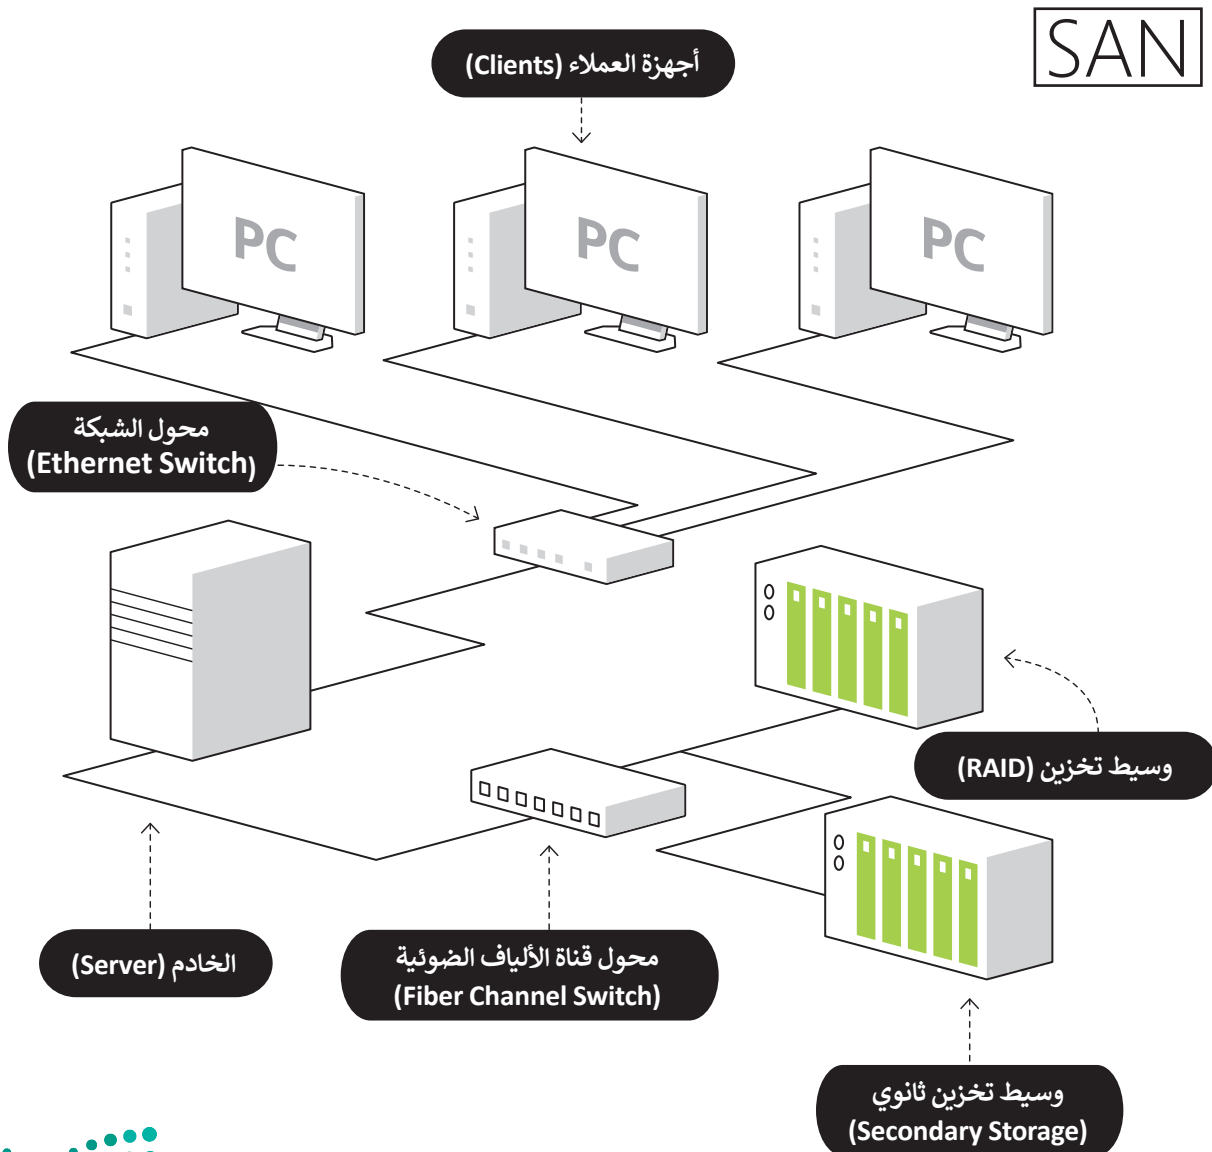 SAN
أجهزة العملاء (Clients)
PC
PC
PC
محول الشبكة
(Ethernet Switch)
وسيط تخزين (RAID)
الخادم (Server)
محول قناة الألياف الضوئية
(Fiber Channel Switch)
وسيط تخزين ثانوي
(Secondary Storage)